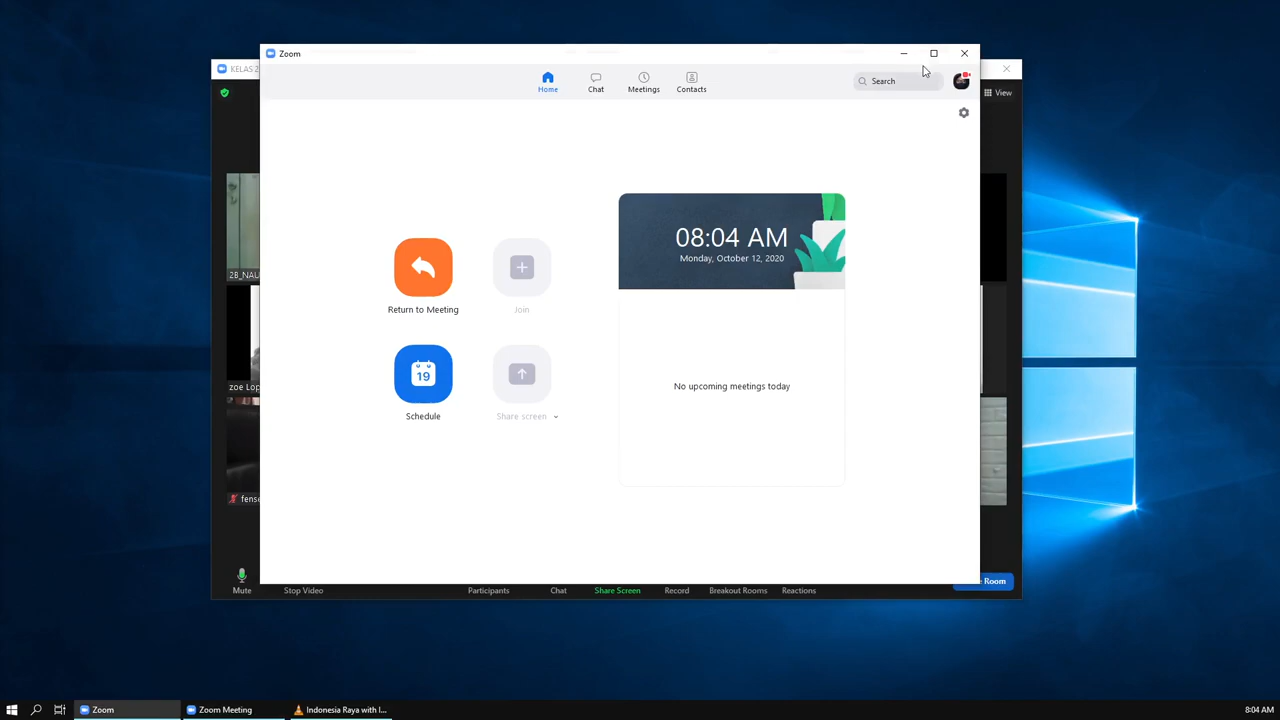 Zoom
KELAS 2
Home
Chat
Meetings
Contacts
Search
View
08:04 AM
Monday, October 12, 2020
Return to Meeting
Join
19
Schedule
Share screen
No upcoming meetings today
zoe Lop
Mute
Stop Video
Participants
Chat
Share Screen
Record
Breakout Rooms
Reactions
Room
Zoom
Zoom Meeting
Indonesia Raya with l...
8:04 AM